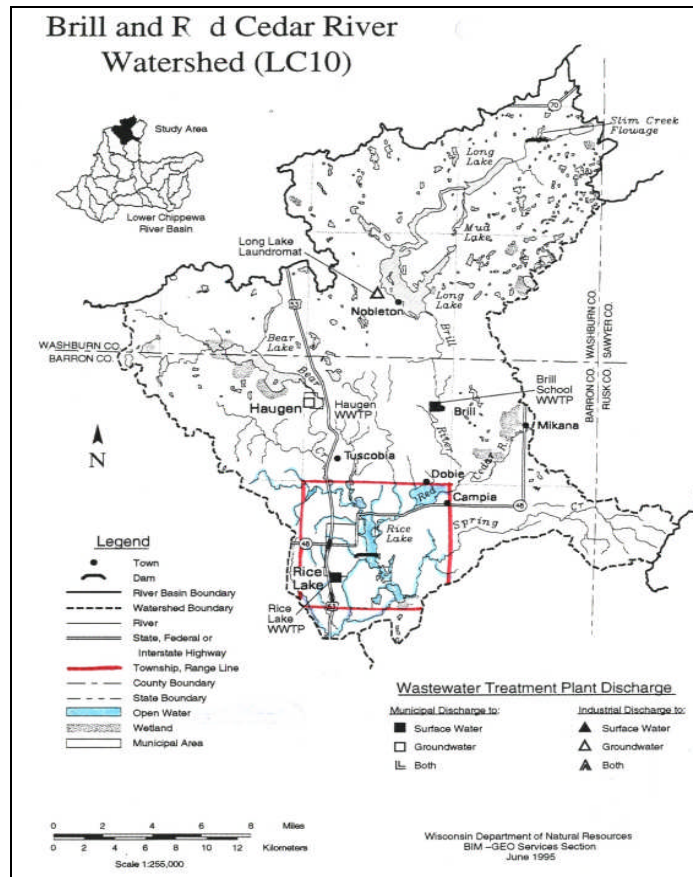 Brill and R d Cedar River
Watershed (LC10)
Study Area
Lower Chippewa
River Basin
70
Slim Creek
Flowage
Long
Lake
Mud
Lake
Long Lake
Laundromat
53
Long
Lake
Nobleton
Brill
Bear
Lake
WASHBURN CO.
BARRON CO.
BARRON CO.
WASHBURN CO.
RUSK CO.
SAWYER CO.
Bear
Haugen
Haugen
WWTP
Brill
School
WWTP
Brill
River
Mikana
Cedar R.
N
Cr.
Tuscobia
Dobie
Red
Campia
48
Spring
Rice
Lake
48
Rice
Lake
Rice
Lake
WWTP
53
Legend
Town
Dam
River Basin Boundary
Watershed Boundary
River
State, Federal or
Interstate Highway
Township, Range Line
County Boundary
State Boundary
Open Water
Wetland
Municipal Area
Wastewater Treatment Plant Discharge
Municipal Discharge to:
Industrial Discharge to:
Surface Water
Surface Water
Groundwater
Groundwater
Both
Both
0 2 4 6 8 Miles
0 2 4 6 8 10 12 Kilometers
Scale 1:255,000
Wisconsin Department of Natural Resources
BIM -GEO Services Section
June 1995